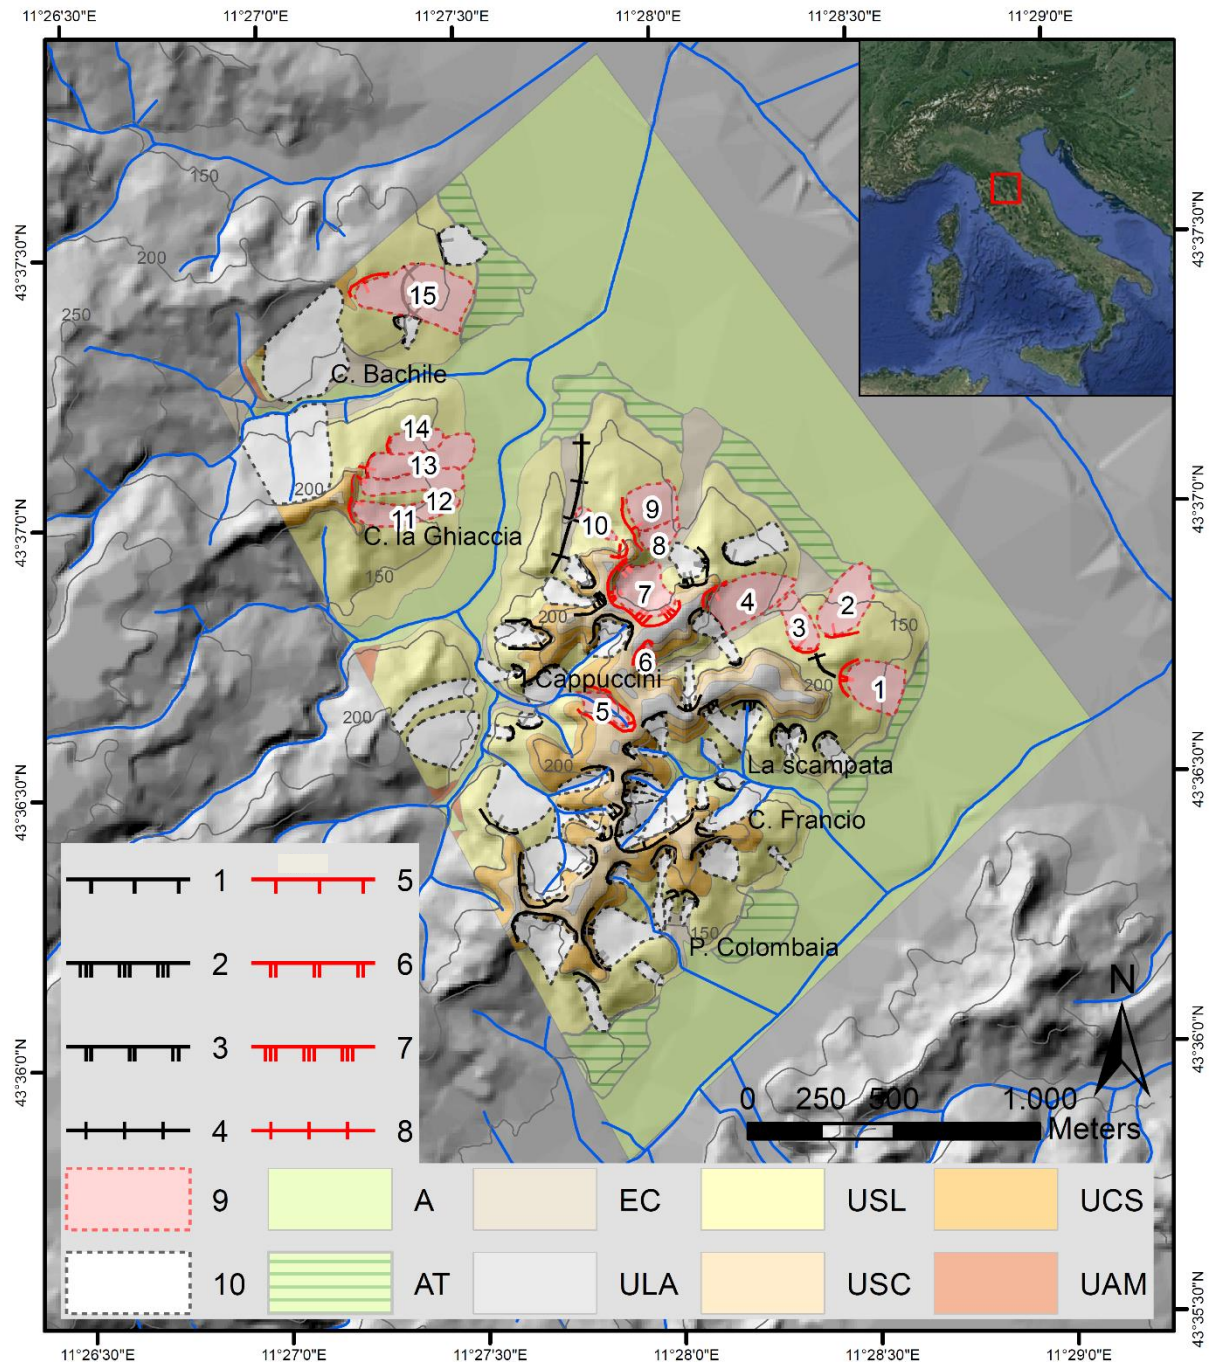 11°26'30"E 11°27'0"E 11°27'30"E 11°28'0"E 11°28'30"E 11°29'0"E
43°37'30"N
43°37'0"N
43°36'30"N
43°36'0"N
43°37'30"N
43°37'0"N
43°36'30"N
43°36'0"N
43°35'30"N
150
200
250
15
C. Bachile
14
13
12
11
200
C. la Ghiaccia
150
9
10
8
7
4
2
3
200
150
6
I Cappuccini
200
1
5
200
200
La scampata
C. Francio
150
P. Colombaia
N
0 250 500 1.000
Meters
1 5
2 6
3 7
4 8
9 A EC USL UCS
10 AT ULA USC UAM
11°26'30"E 11°27'0"E 11°27'30"E 11°28'0"E 11°28'30"E 11°29'0"E